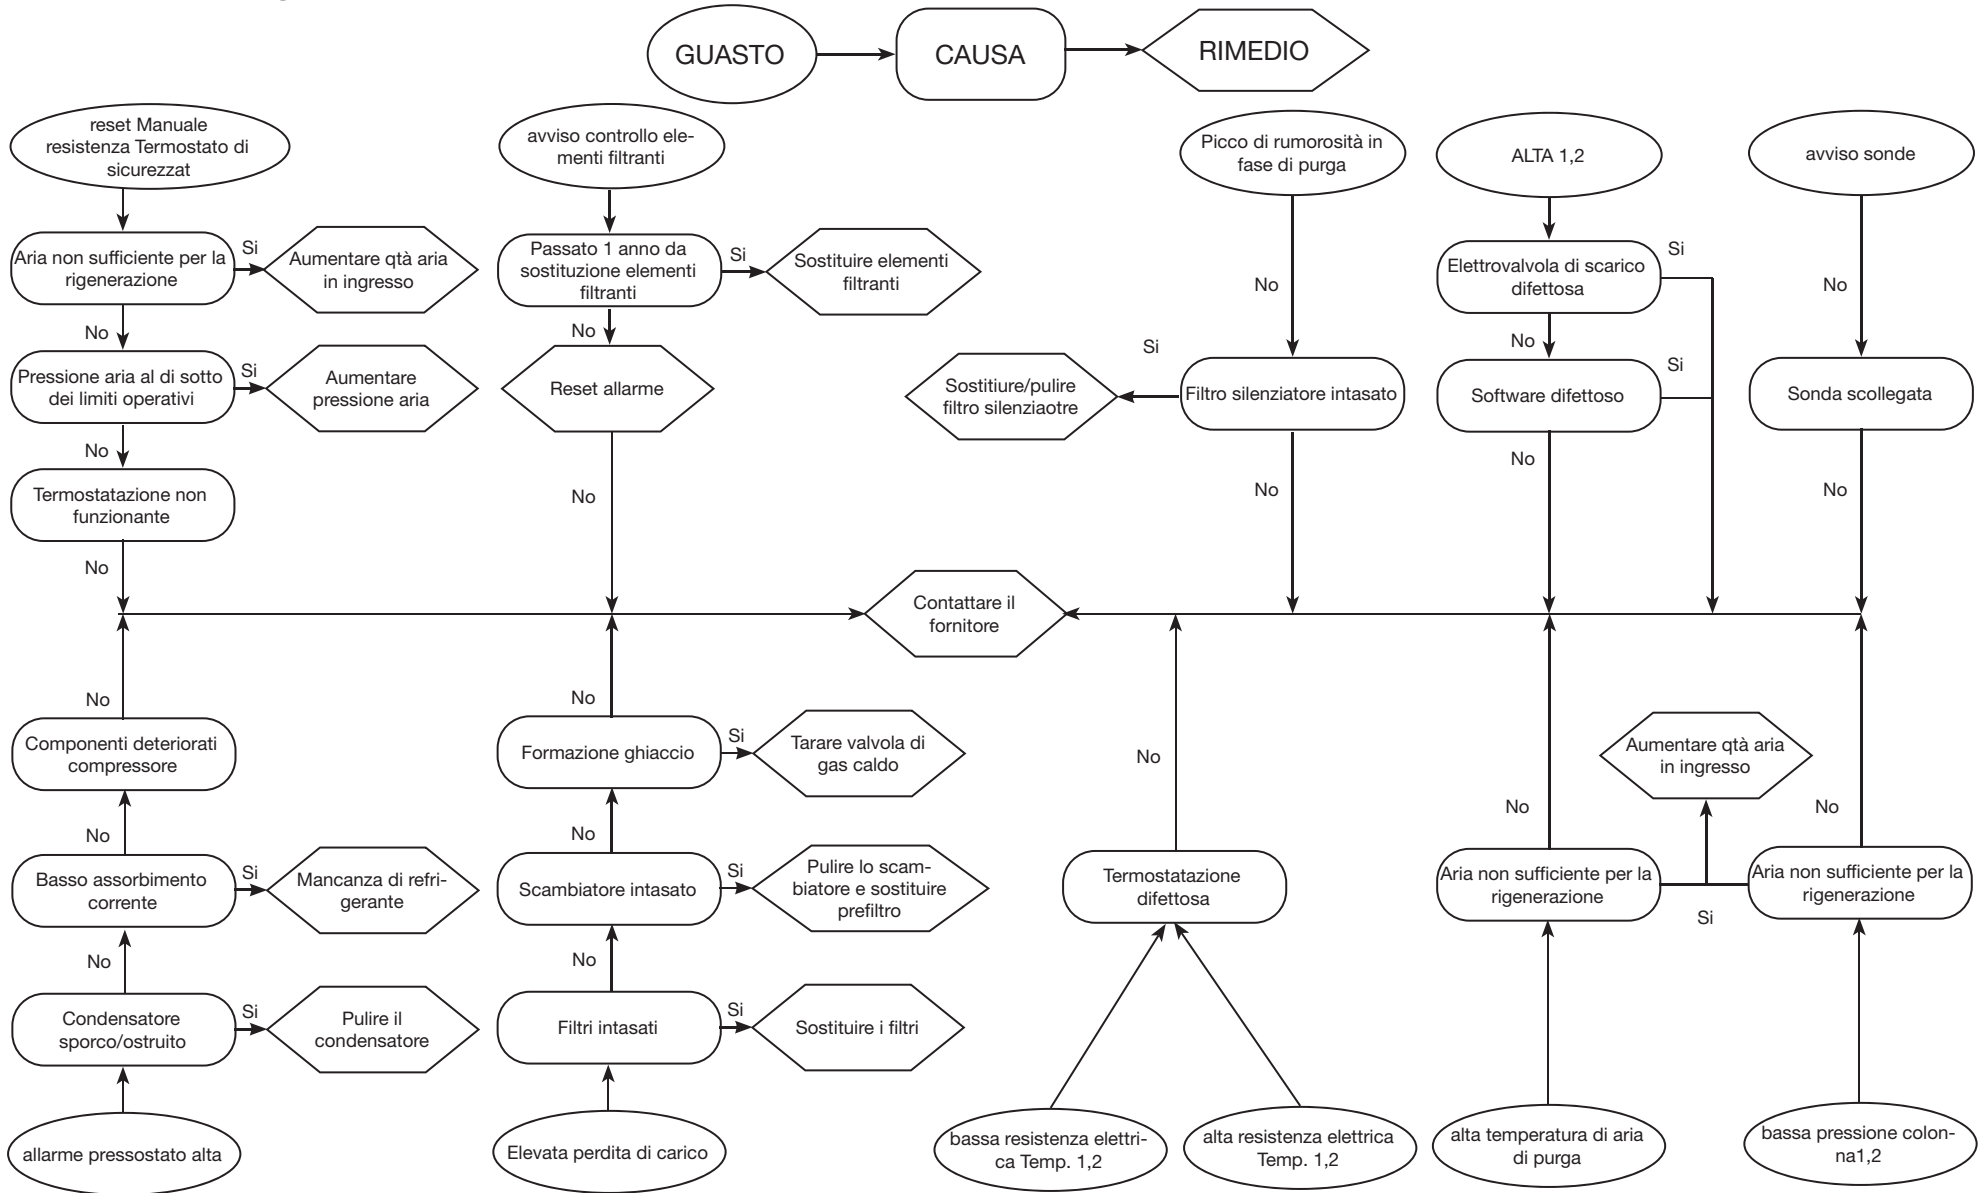 GUASTO
CAUSA
RIMEDIO
reset Manuale
resistenza Termostato di
sicurezzat
avviso controllo ele-
menti filtranti
Picco di rumorosità in
fase di purga
ALTA 1,2
avviso sonde
Aria non sufficiente per la
rigenerazione
Si
Aumentare qtà aria
in ingresso
Passato 1 anno da
sostituzione elementi
filtranti
Si
Sostituire elementi
filtranti
No
Elettrovalvola di scarico
difettosa
Si
No
No
Pressione aria al di sotto
dei limiti operativi
Si
Aumentare
pressione aria
No
Reset allarme
Si
Sostitiure/pulire
filtro silenziaotre
Filtro silenziatore intasato
No
Software difettoso
Si
Sonda scollegata
No
Termostatazione non
funzionante
No
No
No
No
No
Contattare il
fornitore
No
Componenti deteriorati
compressore
No
Formazione ghiaccio
Si
Tarare valvola di
gas caldo
No
Aumentare qtà aria
in ingresso
No
No
No
Basso assorbimento
corrente
Si
Mancanza di refri-
gerante
No
Scambiatore intasato
Si
Pulire lo scam-
biatore e sostituire
prefiltro
Termostatazione
difettosa
Aria non sufficiente per la
rigenerazione
Si
Aria non sufficiente per la
rigenerazione
No
Condensatore
sporco/ostruito
Si
Pulire il
condensatore
No
Filtri intasati
Si
Sostituire i filtri
allarme pressostato alta
Elevata perdita di carico
bassa resistenza elettri-
ca Temp. 1,2
alta resistenza elettrica
Temp. 1,2
alta temperatura di aria
di purga
bassa pressione colon-
na1,2